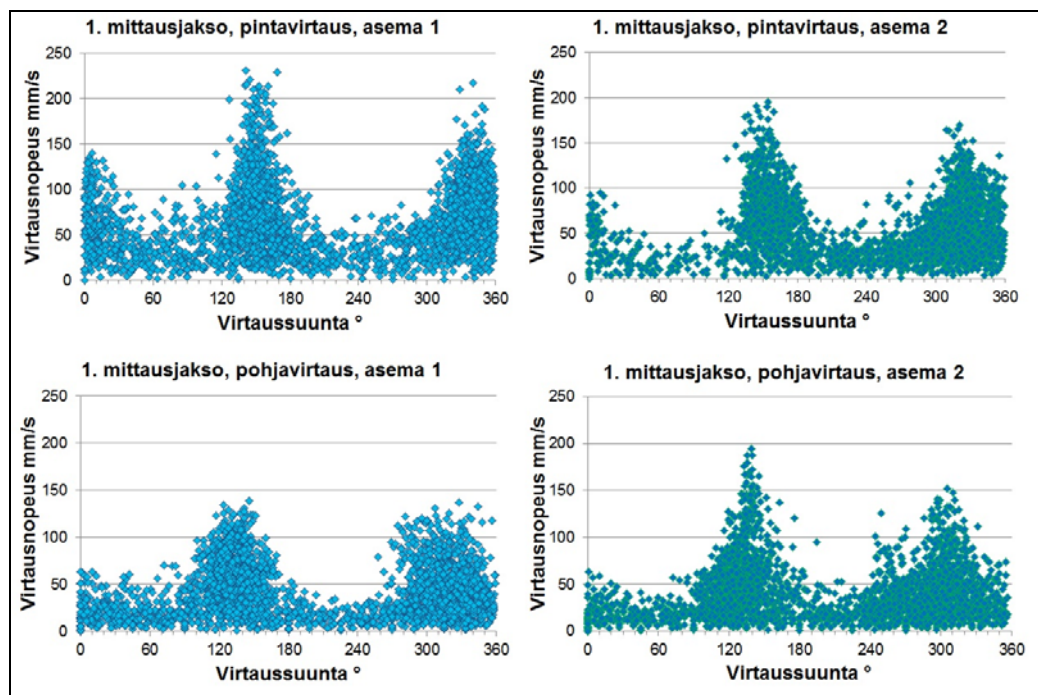 1. mittausjakso, pintavirtaus, asema 1
250
200
150
100
50
0
Virtausnopeus mm/s
0 60 120 180 240 300 360
Virtaussuunta °
1. mittausjakso, pintavirtaus, asema 2
250
200
150
100
50
0
Virtausnopeus mm/s
0 60 120 180 240 300 360
Virtaussuunta °
1. mittausjakso, pohjavirtaus, asema 1
250
200
150
100
50
0
Virtausnopeus mm/s
0 60 120 180 240 300 360
Virtaussuunta °
1. mittausjakso, pohjavirtaus, asema 2
250
200
150
100
50
0
Virtausnopeus mm/s
0 60 120 180 240 300 360
Virtaussuunta °